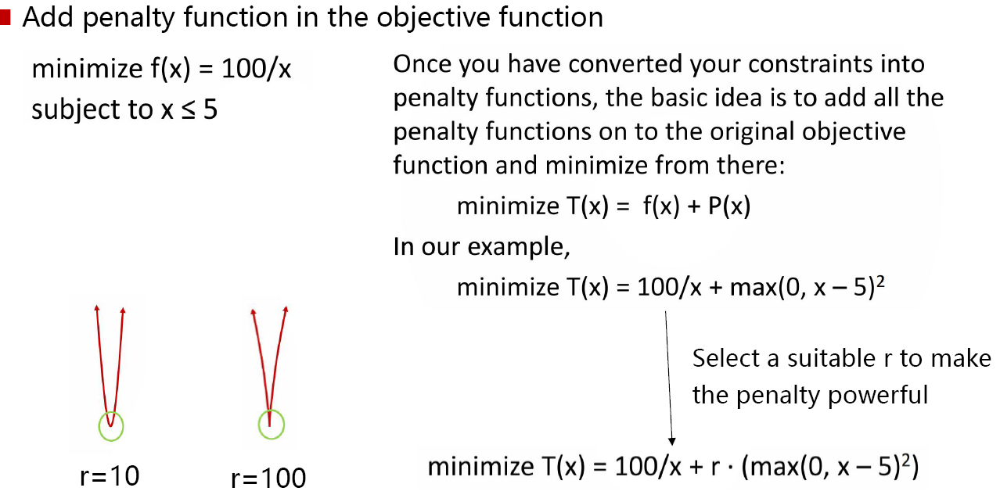 Add penalty function in the objective function
minimize f(x) = 100/x
subject to x ≤ 5
Once you have converted your constraints into
penalty functions, the basic idea is to add all the
penalty functions on to the original objective
function and minimize from there:
minimize T(x) = f(x) + P(x)
In our example,
minimize T(x) = 100/x + max(0, x – 5)²
Select a suitable r to make
the penalty powerful
minimize T(x) = 100/x + r · (max(0, x – 5)²)
r=10
r=100